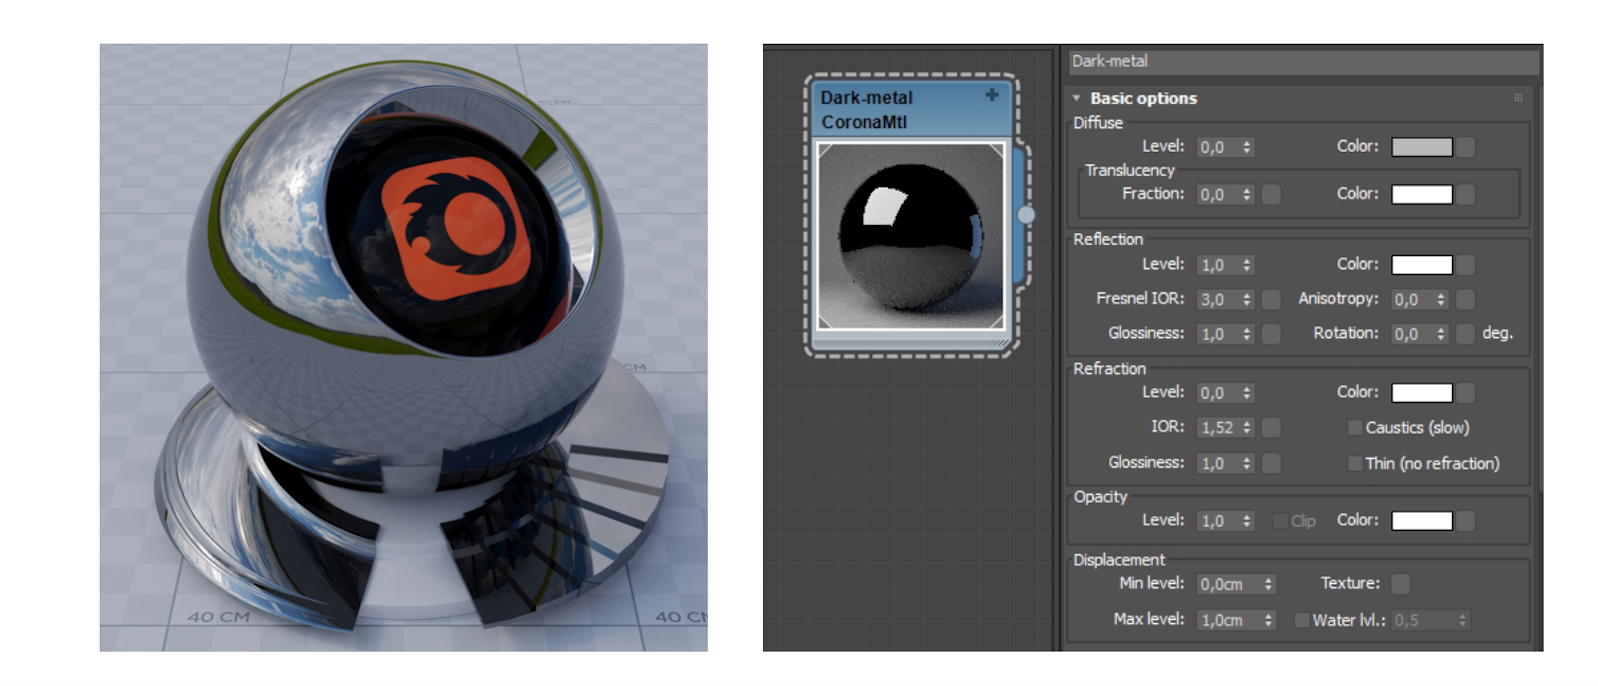 40 CM
CM
40 CM
40 CM
Dark-metal
CoronaMtl
Dark-metal
Basic options
Diffuse
Level: 0,0 Color:
Translucency
Fraction: 0,0 Color:
Reflection
Level: 1,0 Color:
Fresnel IOR: 3,0 Anisotropy: 0,0
Glossiness: 1,0 Rotation: 0,0 deg.
Refraction
Level: 0,0 Color:
IOR: 1,52 Caustics (slow)
Glossiness: 1,0 Thin (no refraction)
Opacity
Level: 1,0 Clip Color:
Displacement
Min level: 0,0cm Texture:
Max level: 1,0cm Water lvl.: 0,5